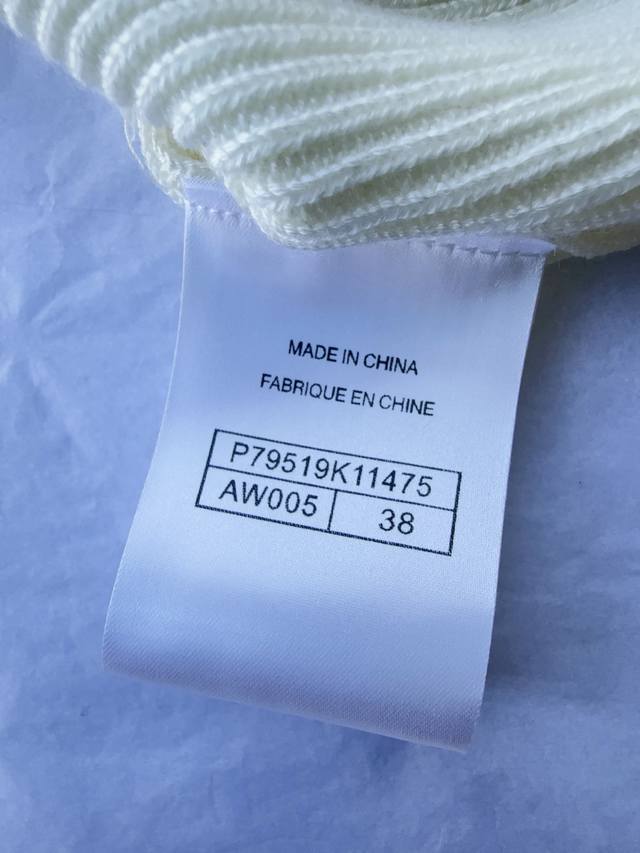 MADE IN CHINA
FABRIQUE EN CHINE
P79519K11475
AW005 38